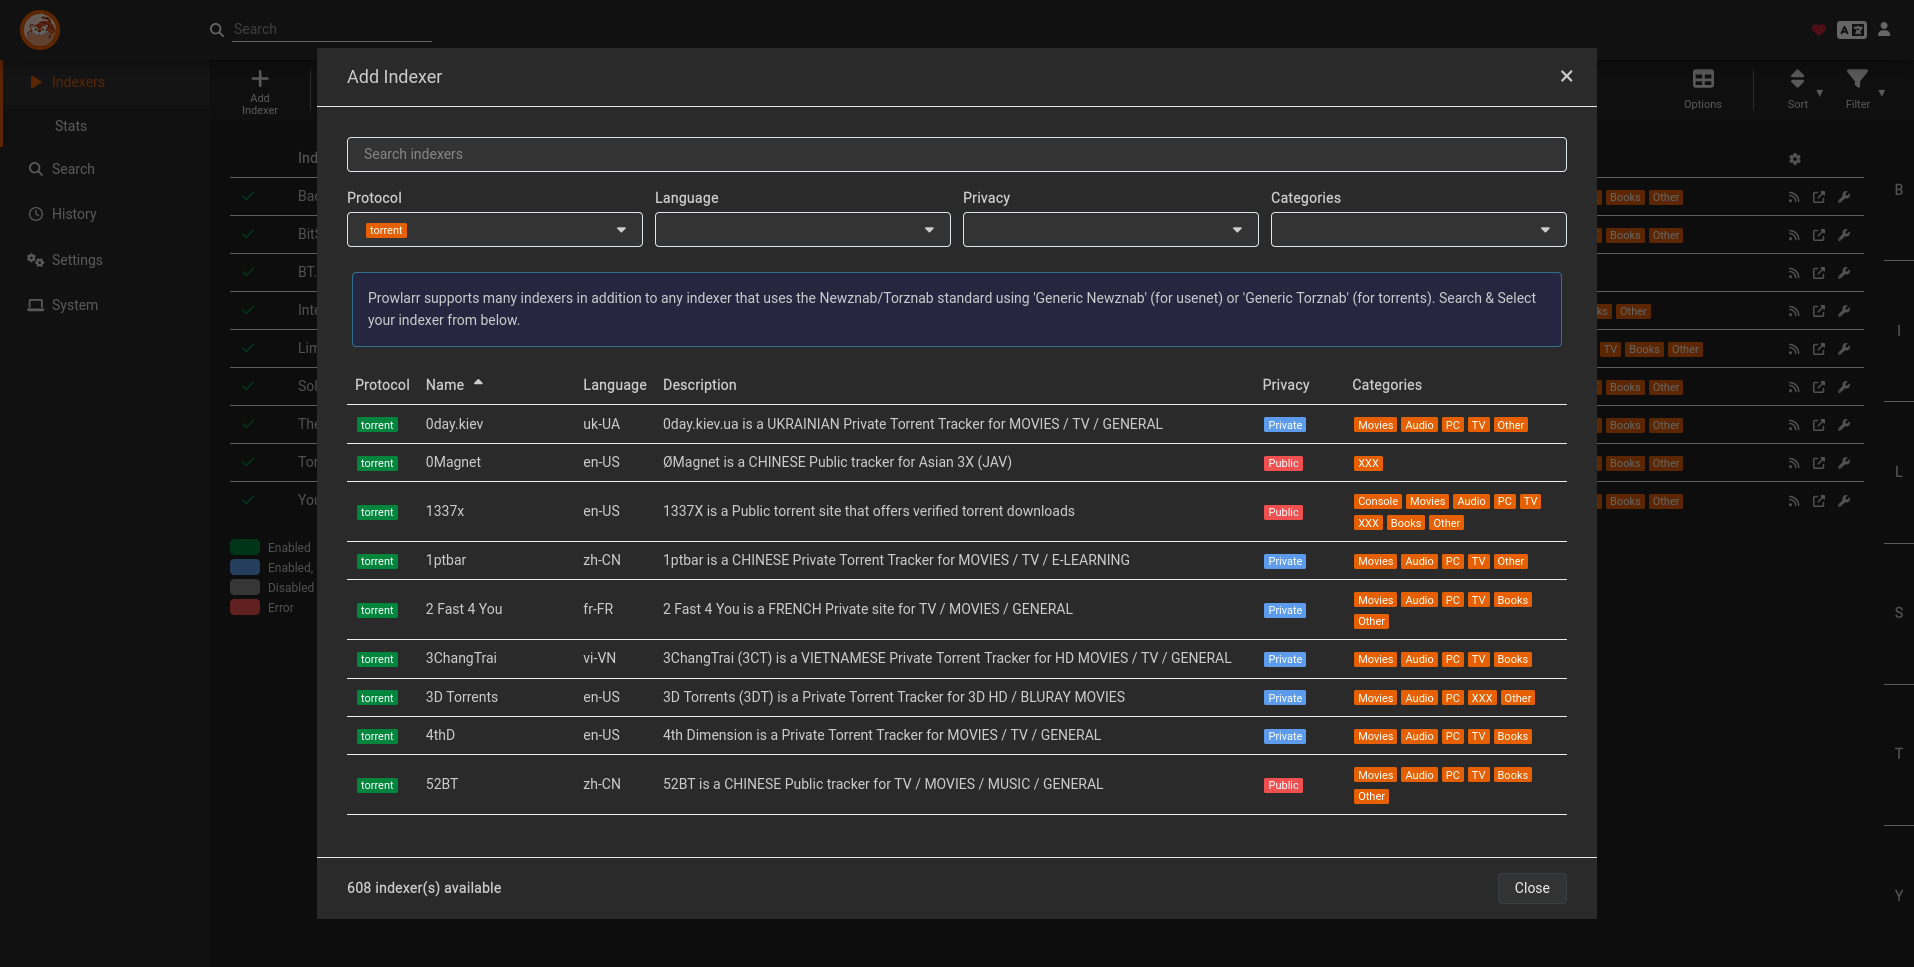 Search
Indexers
Stats
Search
History
Settings
System
Add
Indexer
Options
Sort
Filter
Add Indexer
Search indexers
Protocol Language Privacy Categories
torrent
Prowlarr supports many indexers in addition to any indexer that uses the Newznab/Torznab standard using 'Generic Newznab' (for usenet) or 'Generic Torznab' (for torrents). Search & Select
your indexer from below.
Protocol Name Language Description Privacy Categories
torrent 0day.kiev uk-UA 0day.kiev.ua is a UKRAINIAN Private Torrent Tracker for MOVIES / TV / GENERAL Private Movies Audio PC TV Other
torrent 0Magnet en-US ØMagnet is a CHINESE Public tracker for Asian 3X (JAV) Public XXX
torrent 1337x en-US 1337X is a Public torrent site that offers verified torrent downloads Public Console Movies Audio PC TV
XXX Books Other
torrent 1ptbar zh-CN 1ptbar is a CHINESE Private Torrent Tracker for MOVIES / TV / E-LEARNING Private Movies Audio PC TV Other
torrent 2 Fast 4 You fr-FR 2 Fast 4 You is a FRENCH Private site for TV / MOVIES / GENERAL Private Movies Audio PC TV Books
Other
torrent 3ChangTrai vi-VN 3ChangTrai (3CT) is a VIETNAMESE Private Torrent Tracker for HD MOVIES / TV / GENERAL Private Movies Audio PC TV Books
torrent 3D Torrents en-US 3D Torrents (3DT) is a Private Torrent Tracker for 3D HD / BLURAY MOVIES Private Movies Audio PC XXX Other
torrent 4thD en-US 4th Dimension is a Private Torrent Tracker for MOVIES / TV / GENERAL Private Movies Audio PC TV Books
torrent 52BT zh-CN 52BT is a CHINESE Public tracker for TV / MOVIES / MUSIC / GENERAL Public Movies Audio PC TV Books
Other
608 indexer(s) available
Close
Enabled
Enabled,
Disabled
Error
Books Other
Books Other
Other
TV Books Other
Books Other
Books Other
Books Other
Books Other
B
I
L
S
T
Y